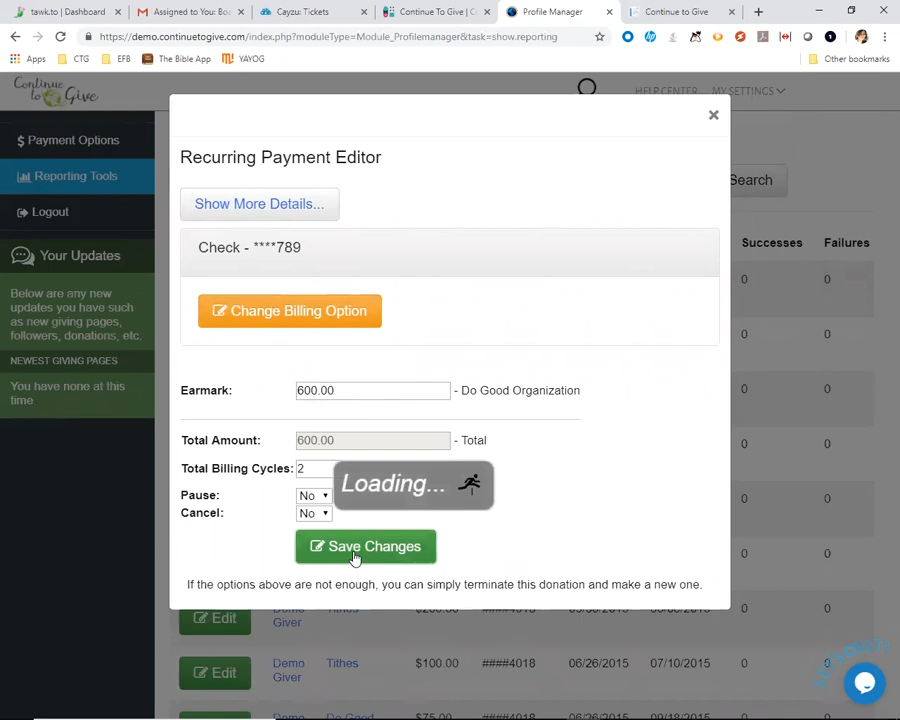 tawk.to | Dashboard
Assigned to You: Boa
Cayzu: Tickets
Continue To Give | C
Profile Manager
Continue to Give
https://demo.continuetogive.com/index.php?moduleType=Module_Profilemanager&task=show.reporting
Apps
CTG
EFB
The Bible App
YAYOG
Other bookmarks
Continue to Give
HELP CENTER
MY SETTINGS
Payment Options
Reporting Tools
Logout
Your Updates
Below are any new
updates you have such
as new giving pages,
followers, donations, etc.
NEWEST GIVING PAGES
You have none at this
time
×
Recurring Payment Editor
Show More Details...
Check - ****789
Change Billing Option
Earmark: 600.00 - Do Good Organization
Total Amount: 600.00 - Total
Total Billing Cycles: 2
Loading...
Pause: No
Cancel: No
Save Changes
If the options above are not enough, you can simply terminate this donation and make a new one.
Search
Successes Failures
0 0
0 0
0 0
0 0
0 0
0 0
Edit Demo Giver Tithes
0 0
Edit Demo Giver Tithes $100.00 ####4018 06/26/2015 07/10/2015 0 0